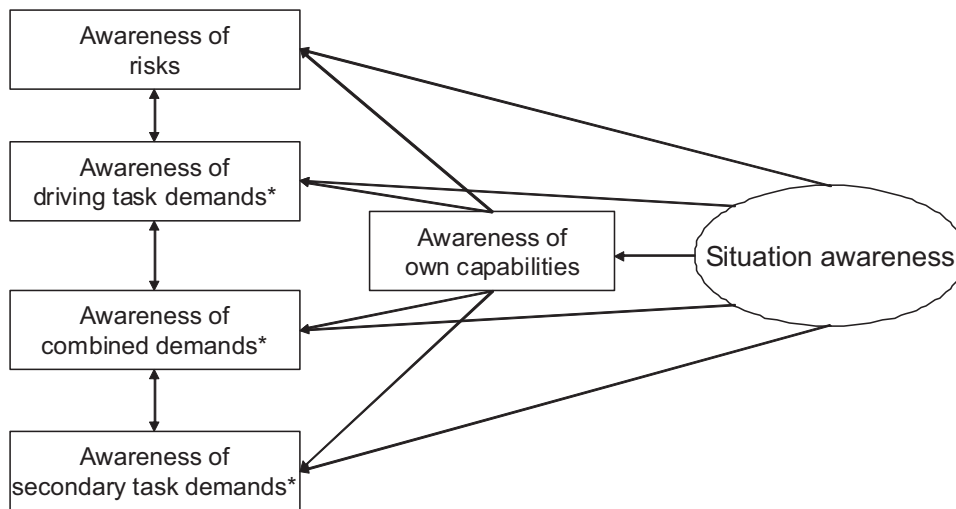 Awareness of
risks
Awareness of
driving task demands*
Awareness of
own capabilities
Situation awareness
Awareness of
combined demands*
Awareness of
secondary task demands*